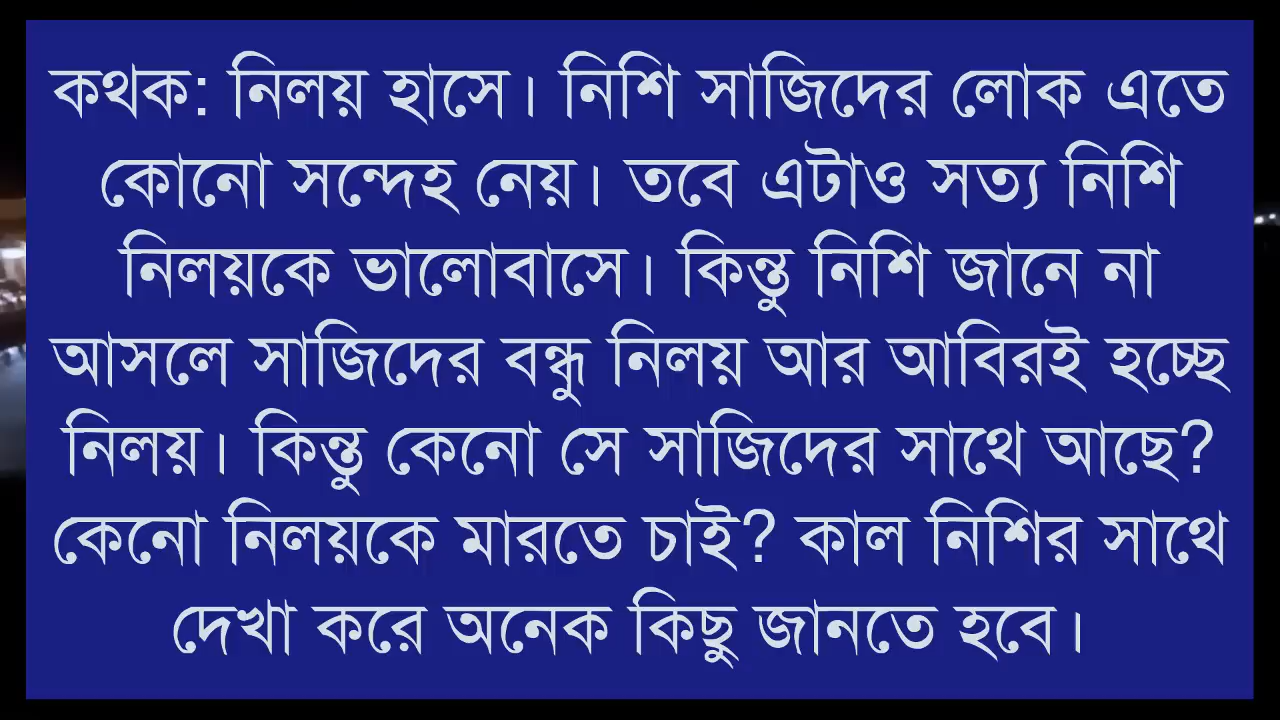 কথক: নিলয় হাসে। নিশি সাজিদের লোক এতে
কোনো সন্দেহ নেয়। তবে এটাও সত্য নিশি
নিলয়কে ভালোবাসে। কিন্তু নিশি জানে না
আসলে সাজিদের বন্ধু নিলয় আর আবিরই হচ্ছে
নিলয়। কিন্তু কেনো সে সাজিদের সাথে আছে?
কেনো নিলয়কে মারতে চাই? কাল নিশির সাথে
দেখা করে অনেক কিছু জানতে হবে।